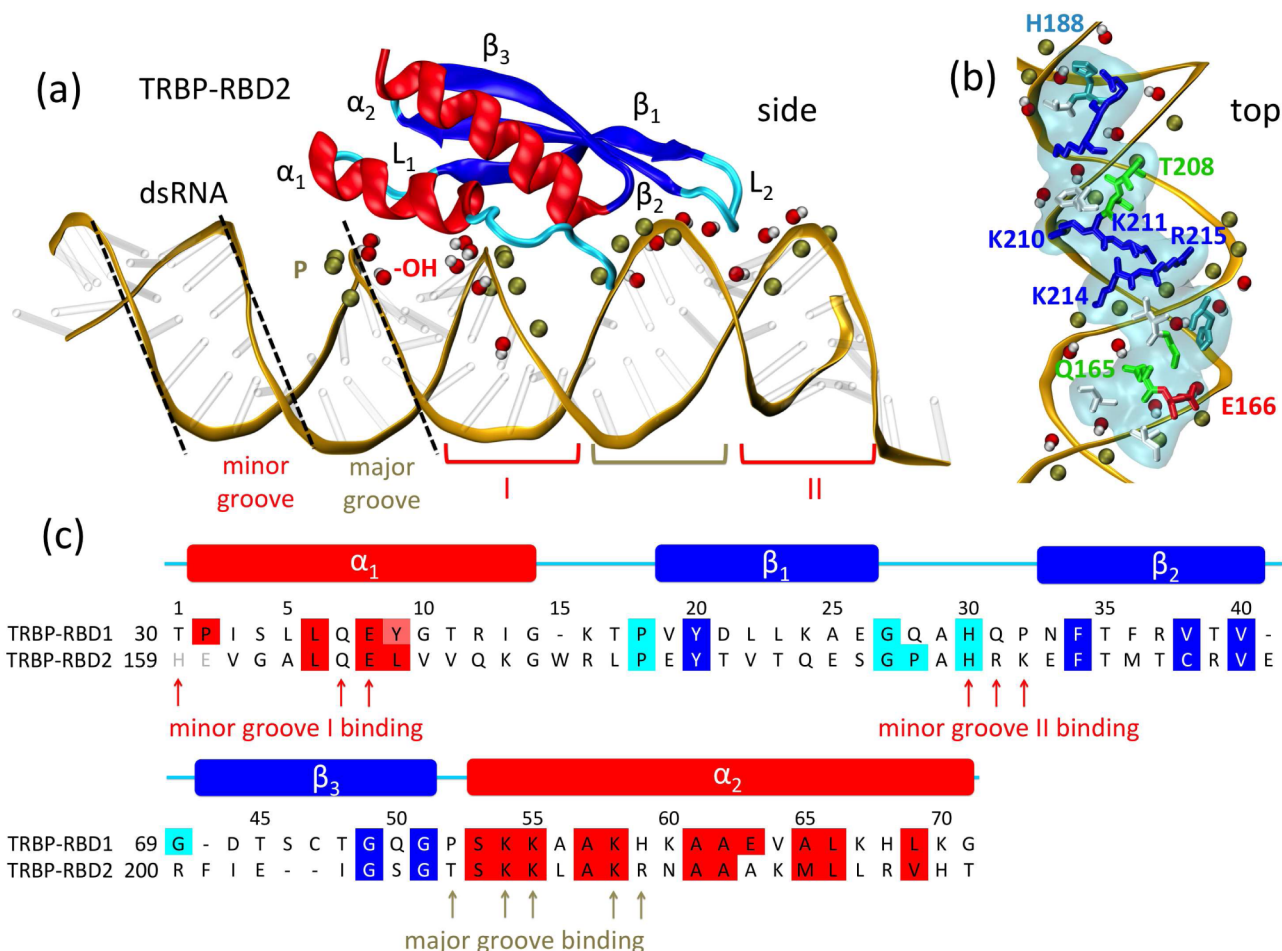 (a)
TRBP-RBD2
β3
α2
β1
side
L1
α1
L2
β2
dsRNA
P
-OH
minor
groove
major
groove
I
II
(b)
H188
top
T208
K211
K210
R215
K214
Q165
E166
(c)
α1
β1
β2
1 5 10 15 20 25 30 35 40
TRBP-RBD1 30 T P I S L L Q E Y G T R I G - K T P V Y D L L K A E G Q A H Q P N F T F R V T V -
TRBP-RBD2 159 H E V G A L Q E L V V Q K G W R L P E Y T V T Q E S G P A H R K E F T M T C R V E
minor groove I binding
minor groove II binding
β3
α2
45 50 55 60 65 70
TRBP-RBD1 69 G - D T S C T G Q G P S K K A A K H K A A E V A L K H L K G
TRBP-RBD2 200 R F I E - - I G S G T S K K L A K R N A A A K M L L R V H T
major groove binding